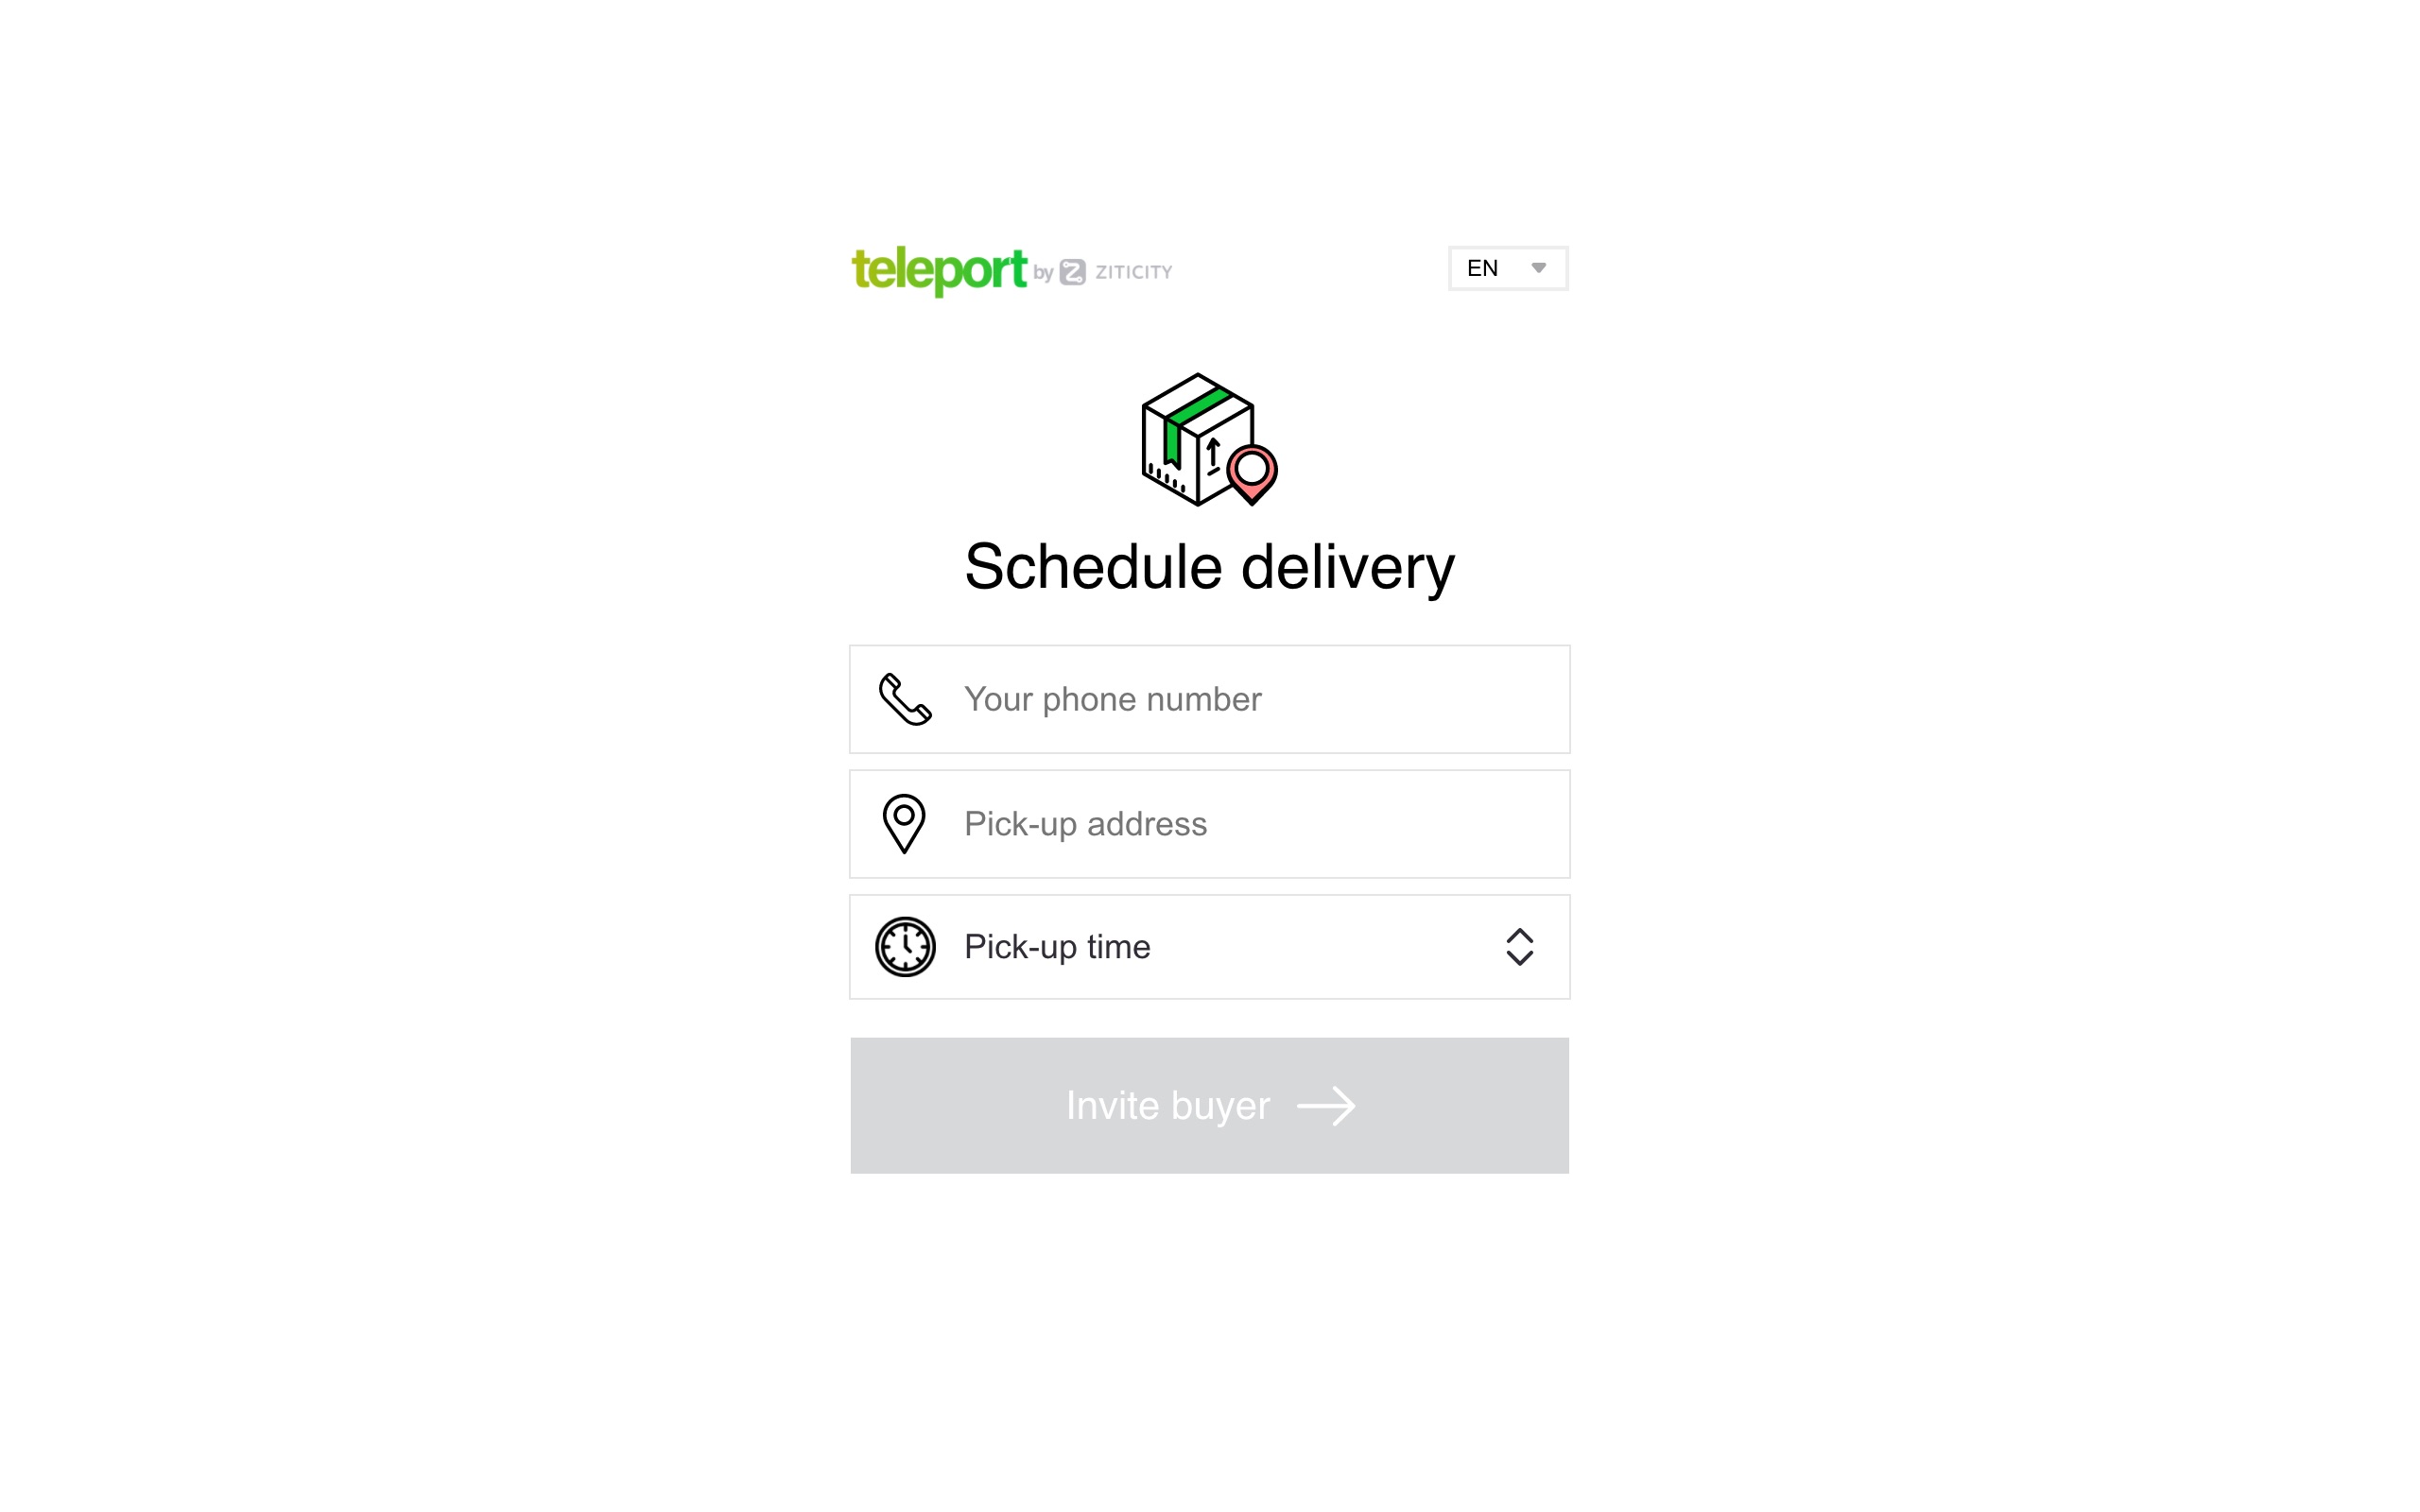 teleport by Z ZITICITY
EN
Schedule delivery
Your phone number
Pick-up address
Pick-up time
Invite buyer